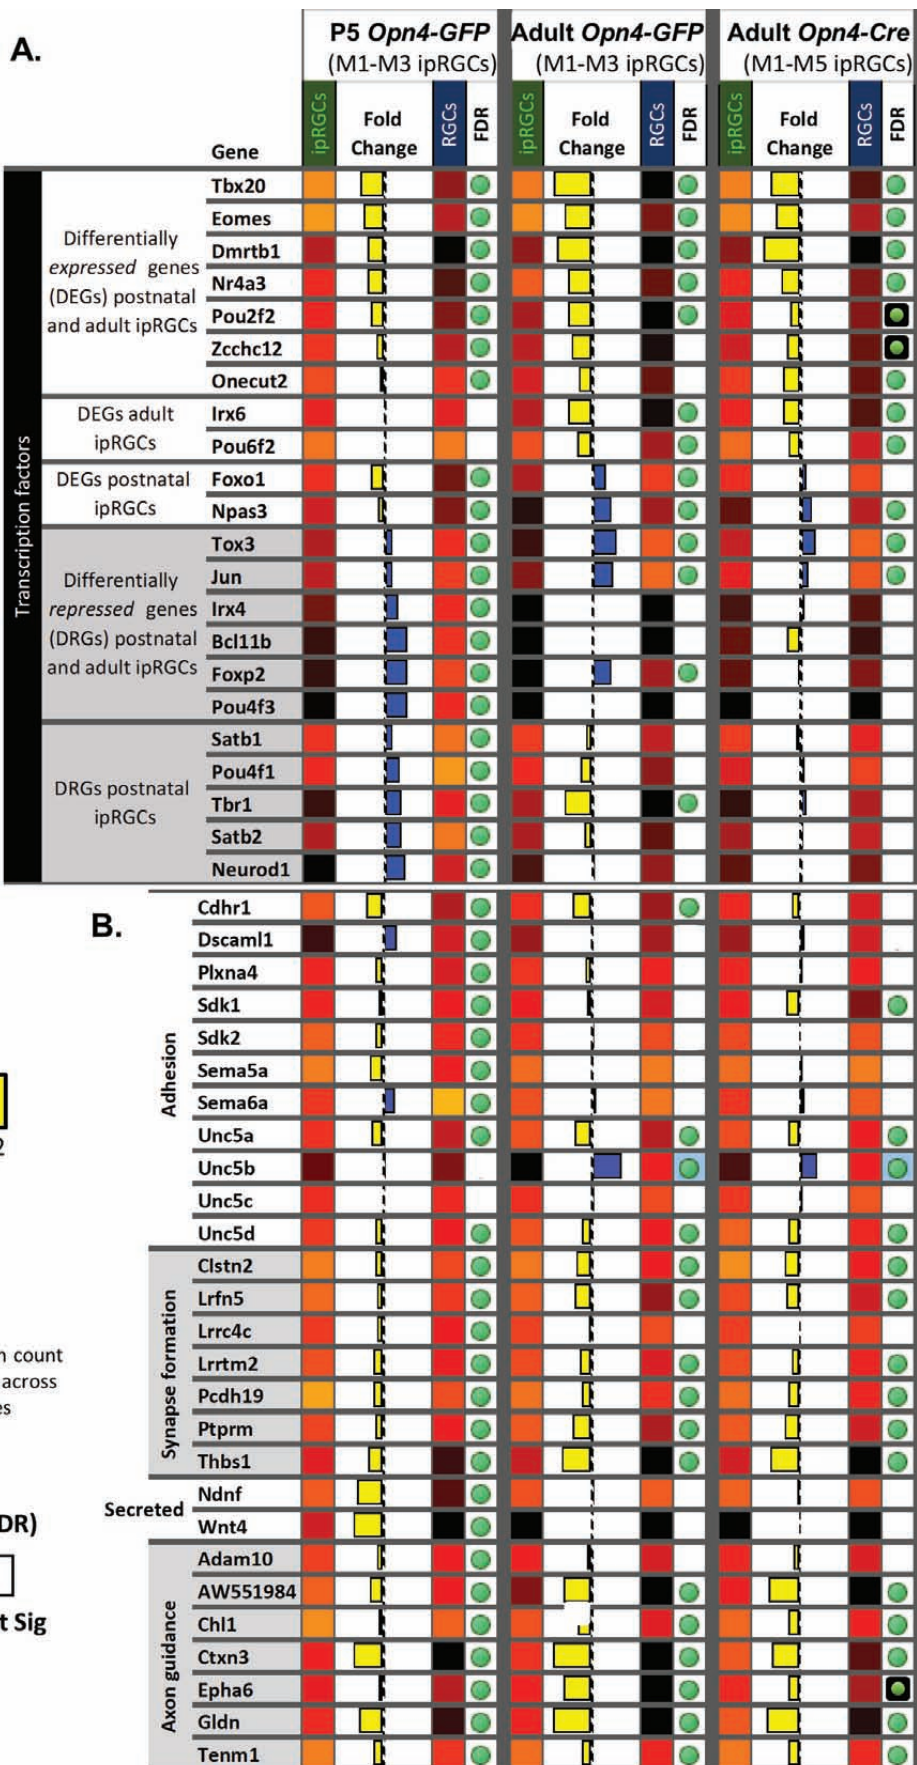 A.
P5 Opn4-GFP
(M1-M3 ipRGCs)
Adult Opn4-GFP
(M1-M3 ipRGCs)
Adult Opn4-Cre
(M1-M5 ipRGCs)
Gene
ipRGCs
Fold
Change
RGCs
FDR
ipRGCs
Fold
Change
RGCs
FDR
ipRGCs
Fold
Change
RGCs
FDR
Transcription factors
Differentially
expressed genes
(DEGs) postnatal
and adult ipRGCs
Tbx20
Eomes
Dmrtb1
Nr4a3
Pou2f2
Zcchc12
Onecut2
DEGs adult
ipRGCs
Irx6
Pou6f2
DEGs postnatal
ipRGCs
Foxo1
Npas3
Differentially
repressed genes
(DRGs) postnatal
and adult ipRGCs
Tox3
Jun
Irx4
Bcl11b
Foxp2
Pou4f3
DRGs postnatal
ipRGCs
Satb1
Pou4f1
Tbr1
Satb2
Neurod1
B.
Adhesion
Cdhr1
Dscaml1
Plxna4
Sdk1
Sdk2
Sema5a
Sema6a
Unc5a
Unc5b
Unc5c
Unc5d
Synapse formation
Clstn2
Lrfn5
Lrrc4c
Lrrtm2
Pcdh19
Ptprm
Thbs1
Secreted
Ndnf
Wnt4
Axon guidance
Adam10
AW551984
Chl1
Ctxn3
Epha6
Gldn
Tenm1
2
count
across
DR)
t Sig